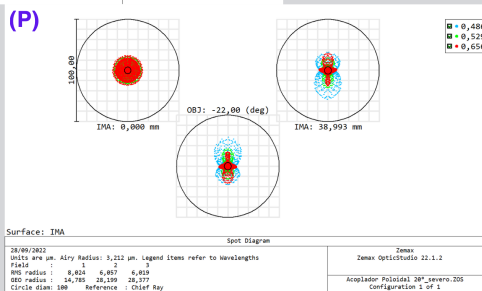 (P)
100,00
0,486
0,529
0,656
OBJ: -22,00 (deg)
IMA: 0,000 mm
IMA: 38,993 mm
Surface: IMA
Spot Diagram
28/09/2022
Units are µm. Airy Radius: 3,212 µm. Legend items refer to Wavelengths
Field : 1 2 3
RMS radius : 8,024 6,057 6,019
GEO radius : 14,785 28,199 28,377
Circle diam: 100 Reference : Chief Ray
Zemax
Zemax OpticStudio 22.1.2
Acoplador Poloidal 20°_severo.ZOS
Configuration 1 of 1